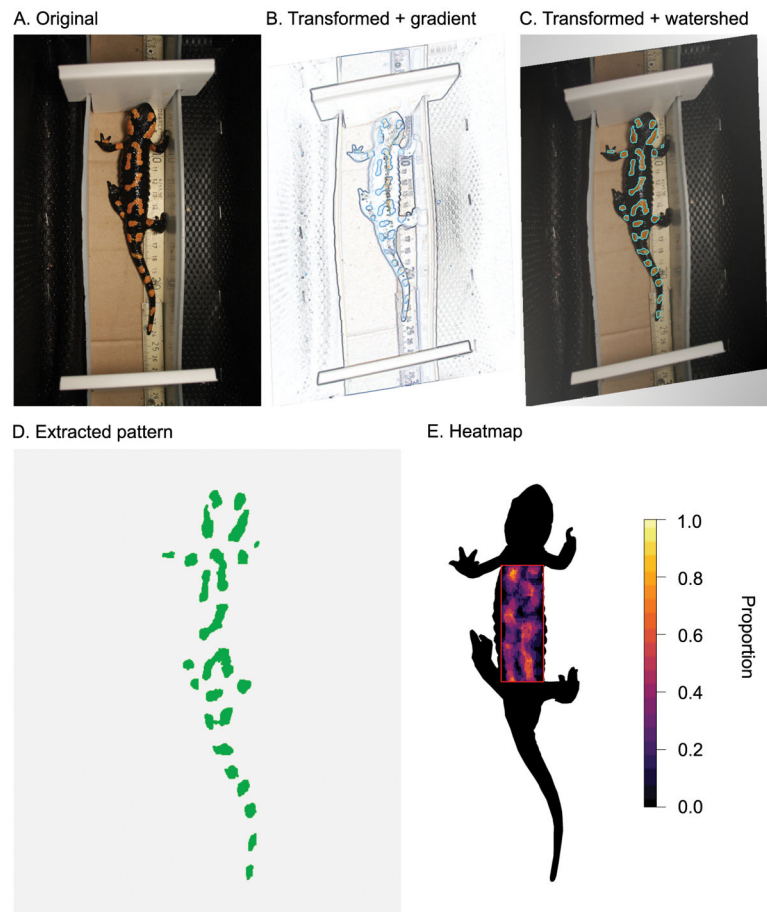 A. Original
B. Transformed + gradient
C. Transformed + watershed
D. Extracted pattern
E. Heatmap
1.0
0.8
0.6
0.4
0.2
0.0
Proportion